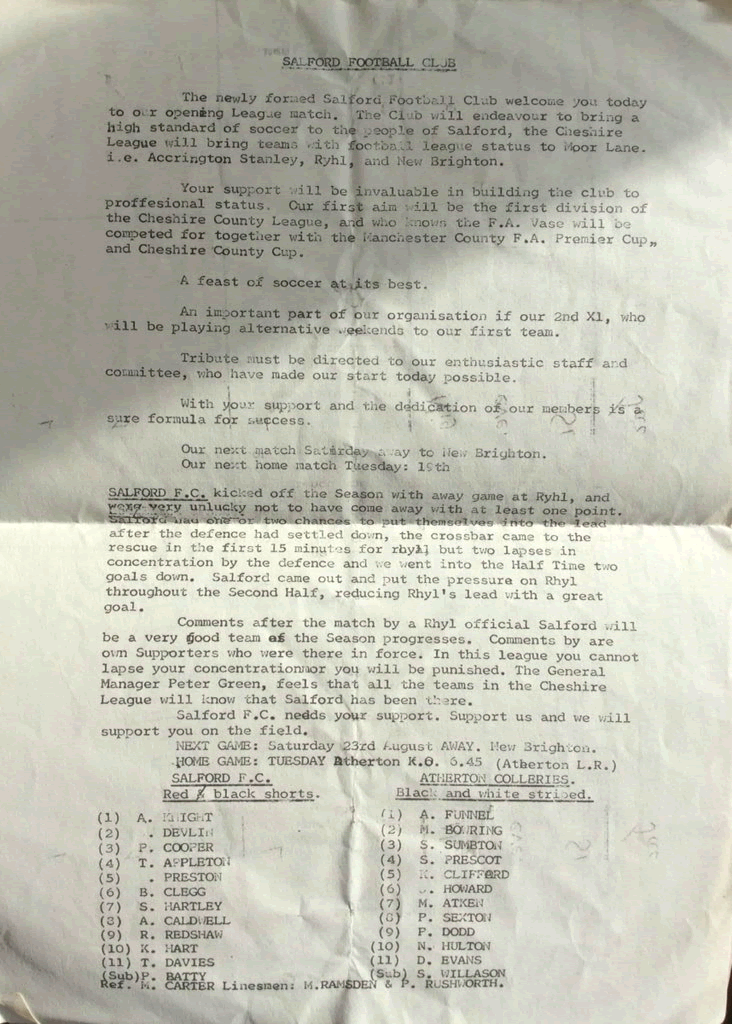 SALFORD FOOTBALL CLUB
The newly formed Salford Football Club welcome you today
to our opening League match. The Club will endeavour to bring a
high standard of soccer to the people of Salford, the Cheshire
League will bring teams with football league status to Moor Lane.
i.e. Accrington Stanley, Ryhl, and New Brighton.
Your support will be invaluable in building the club to
proffesional status. Our first aim will be the first division of
the Cheshire County League, and who knows the F.A. Vase will be
competed for together with the Manchester County F.A. Premier Cup,,
and Cheshire County Cup.
A feast of soccer at its best.
An important part of our organisation if our 2nd X1, who
will be playing alternative weekends to our first team.
Tribute must be directed to our enthusiastic staff and
committee, who have made our start today possible.
With your support and the dedication of our members is a
sure formula for success.
Our next match Saturday away to New Brighton.
Our next home match Tuesday: 19th
SALFORD F.C. kicked off the Season with away game at Ryhl, and
were very unlucky not to have come away with at least one point.
Salford had one or two chances to put themselves into the lead
after the defence had settled down, the crossbar came to the
rescue in the first 15 minutes for rhyl, but two lapses in
concentration by the defence and we went into the Half Time two
goals down. Salford came out and put the pressure on Rhyl
throughout the Second Half, reducing Rhyl's lead with a great
goal.
Comments after the match by a Rhyl official Salford will
be a very good team as the Season progresses. Comments by are
own Supporters who were there in force. In this league you cannot
lapse your concentration or you will be punished. The General
Manager Peter Green, feels that all the teams in the Cheshire
League will know that Salford has been there.
Salford F.C. needs your support. Support us and we will
support you on the field.
NEXT GAME: Saturday 23rd August AWAY. New Brighton.
HOME GAME: TUESDAY Atherton K.O. 6.45 (Atherton L.R.)
SALFORD F.C. ATHERTON COLLERIES.
Red & black shorts. Black and white striped.
(1) A. KNIGHT (1) A. FUNNEL
(2) . DEVLIN (2) M. BOWRING
(3) P. COOPER (3) S. SUMBTON
(4) T. APPLETON (4) S. PRESCOT
(5) . PRESTON (5) K. CLIFFORD
(6) B. CLEGG (6) . HOWARD
(7) S. HARTLEY (7) M. ATKEN
(8) A. CALDWELL (8) P. SEXTON
(9) R. REDSHAW (9) F. DODD
(10) K. HART (10) N. HULTON
(11) T. DAVIES (11) D. EVANS
(Sub) P. BATTY (Sub) S. WILLASON
Ref. M. CARTER Linesmen: M.RAMSDEN & P. RUSHWORTH.